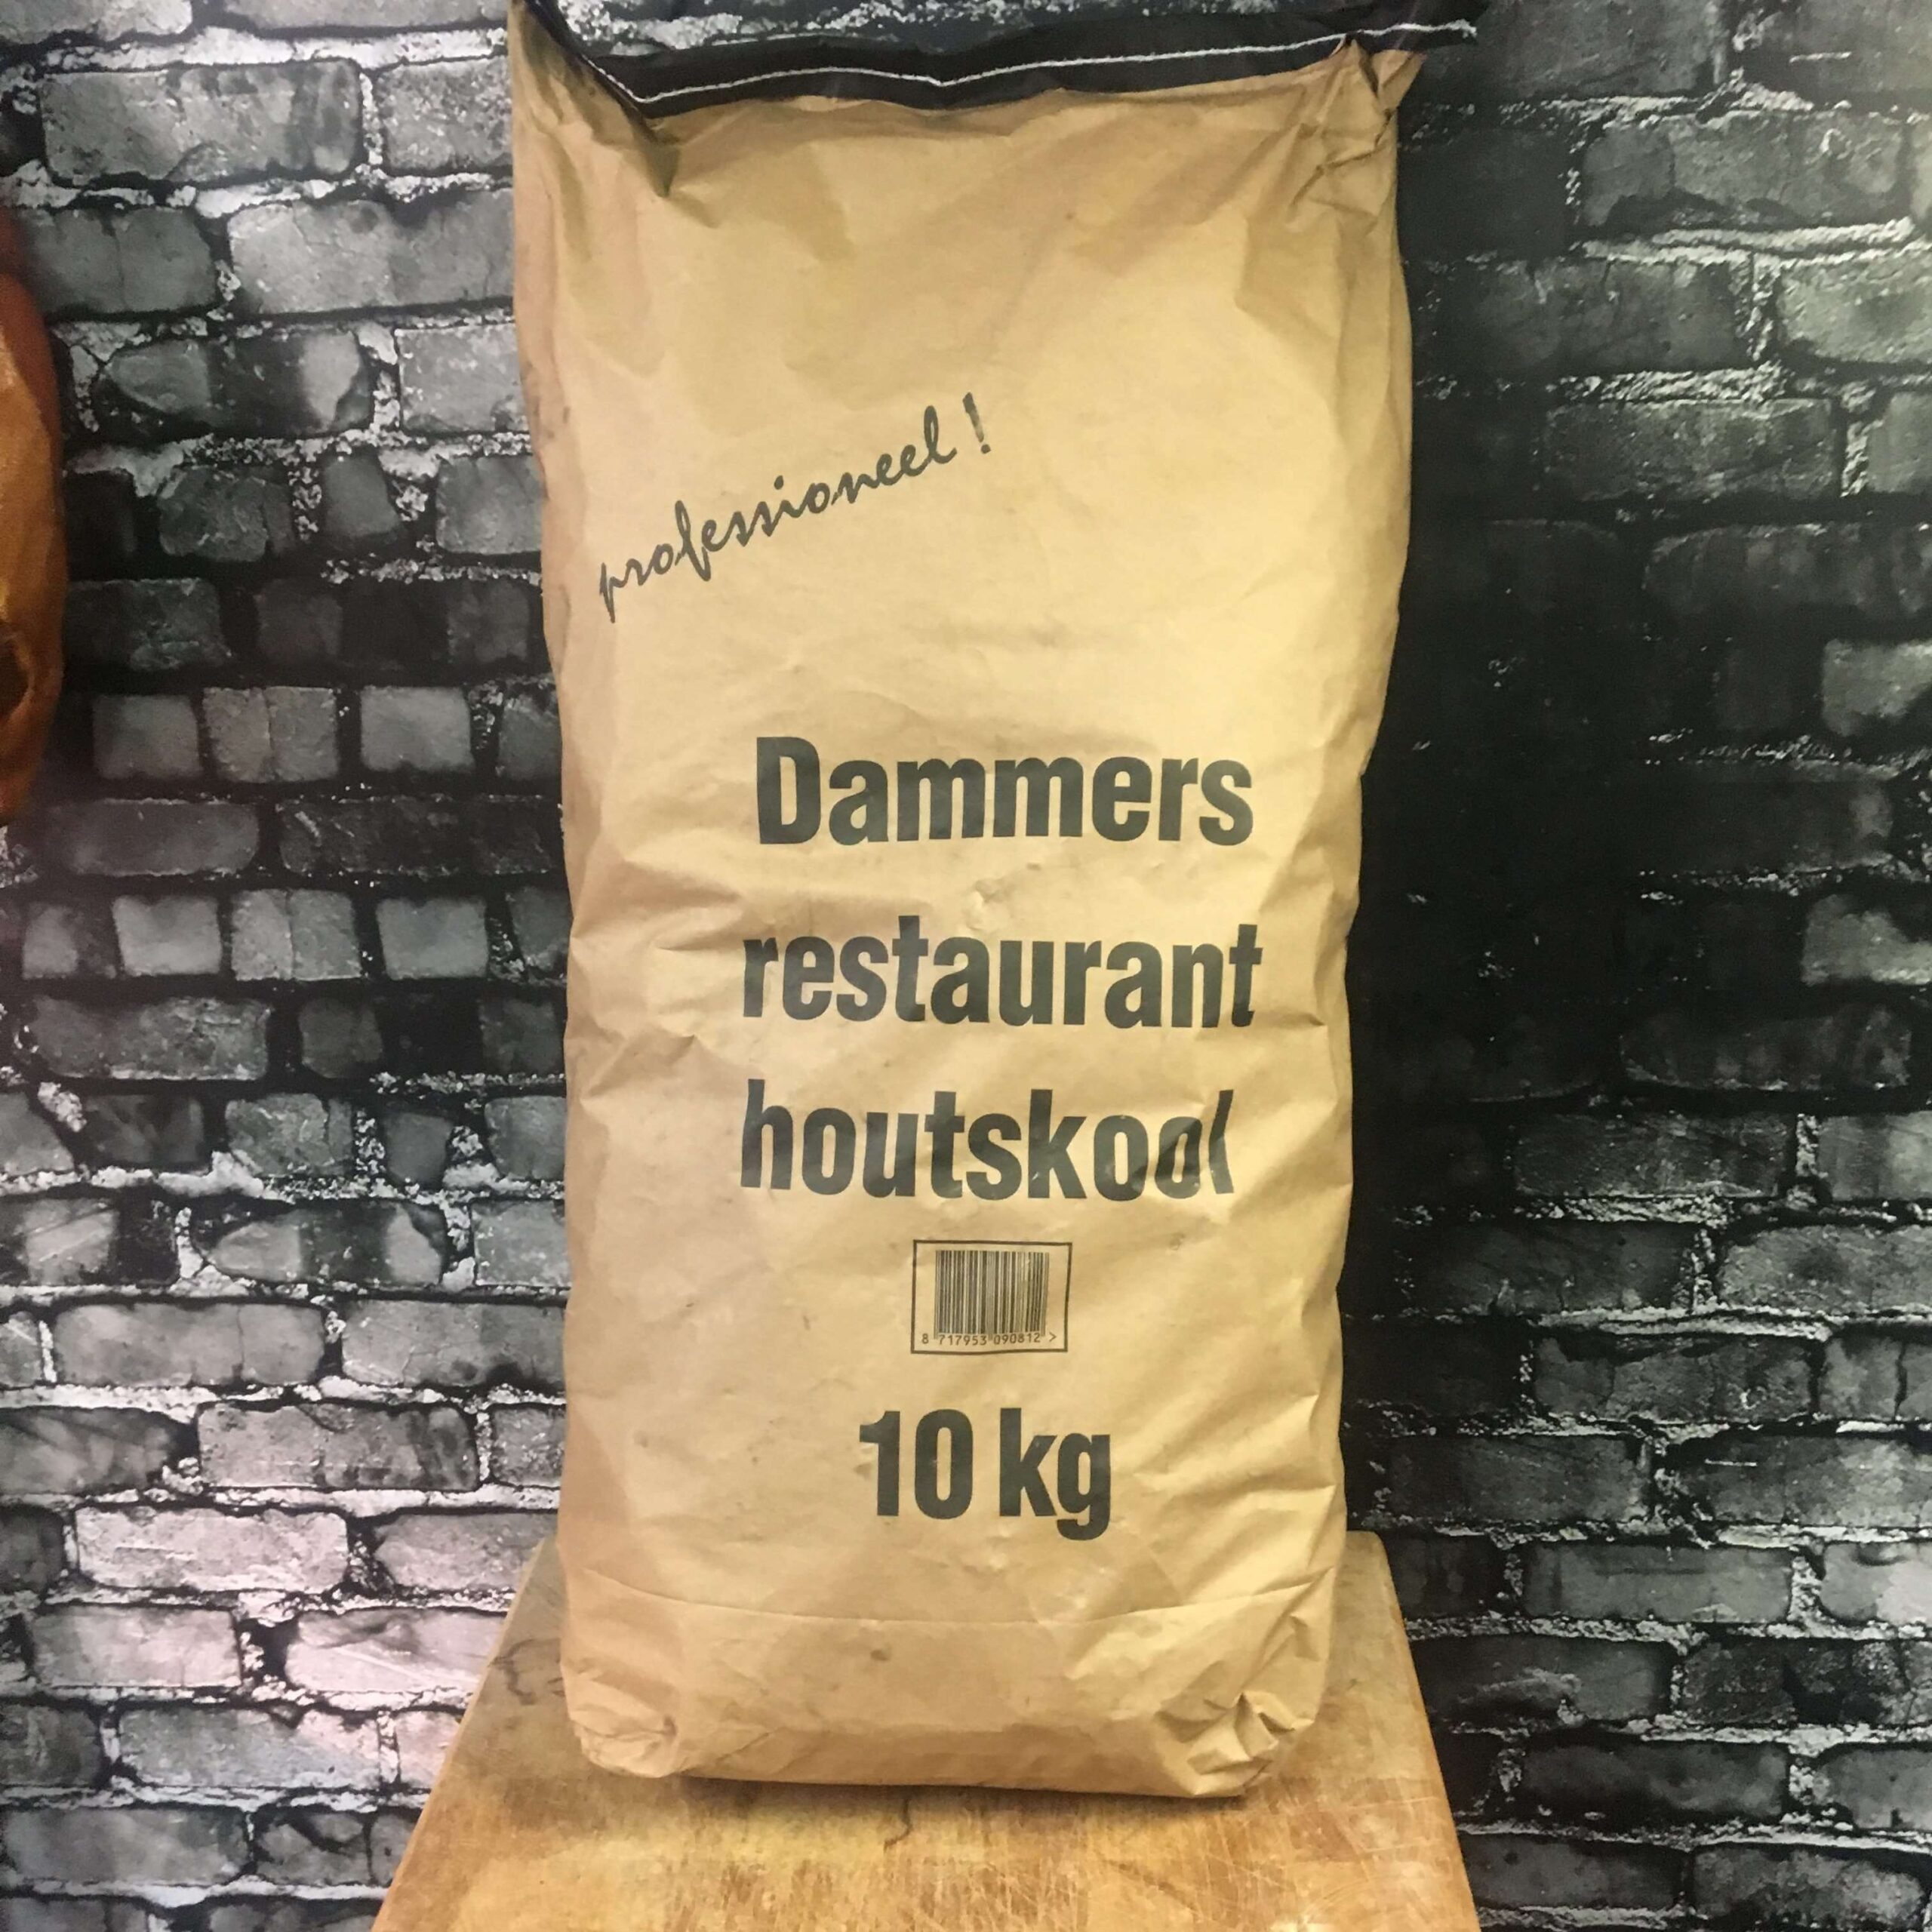 professioneel !
Dammers
restaurant
houtskool
8 717953 090812 >
10 kg